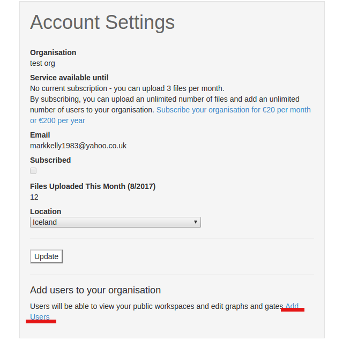 Account Settings
Organisation
test org
Service available until
No current subscription - you can upload 3 files per month.
By subscribing, you can upload an unlimited number of files and add an unlimited
number of users to your organisation. Subscribe your organisation for €20 per month
or €200 per year
Email
markkelly1983@yahoo.co.uk
Subscribed
Files Uploaded This Month (8/2017)
12
Location
Iceland
Update
Add users to your organisation
Users will be able to view your public workspaces and edit graphs and gates Add
Users